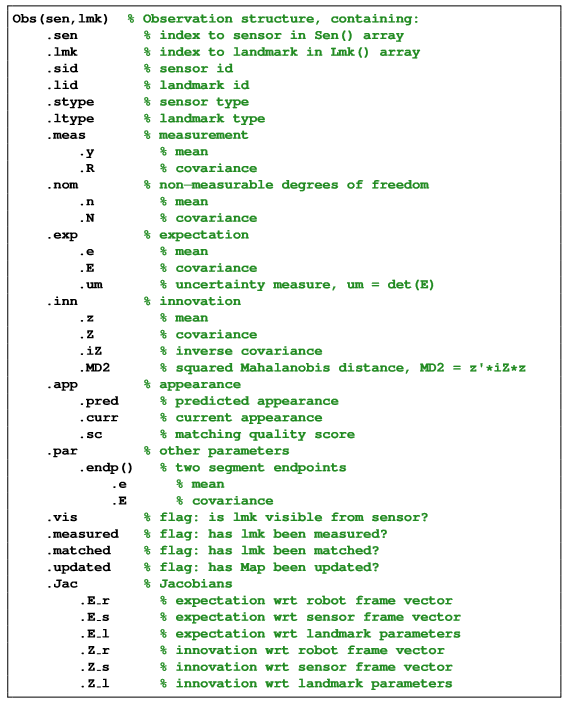 Obs(sen,lmk)  % Observation structure, containing:
    .sen        % index to sensor in Sen() array
    .lmk        % index to landmark in Lmk() array
    .sid        % sensor id
    .lid        % landmark id
    .stype      % sensor type
    .ltype      % landmark type
    .meas       % measurement
        .y        % mean
        .R        % covariance
    .nom        % non−measurable degrees of freedom
        .n        % mean
        .N        % covariance
    .exp        % expectation
        .e        % mean
        .E        % covariance
        .um       % uncertainty measure, um = det(E)
    .inn        % innovation
        .z        % mean
        .Z        % covariance
        .iZ       % inverse covariance
        .MD2      % squared Mahalanobis distance, MD2 = z'*iZ*z
    .app        % appearance
        .pred     % predicted appearance
        .curr     % current appearance
        .sc       % matching quality score
    .par        % other parameters
        .endp()   % two segment endpoints
            .e      % mean
            .E      % covariance
    .vis        % flag: is lmk visible from sensor?
    .measured   % flag: has lmk been measured?
    .matched    % flag: has lmk been matched?
    .updated    % flag: has Map been updated?
    .Jac        % Jacobians
        .E_r      % expectation wrt robot frame vector
        .E_s      % expectation wrt sensor frame vector
        .E_l      % expectation wrt landmark parameters
        .Z_r      % innovation wrt robot frame vector
        .Z_s      % innovation wrt sensor frame vector
        .Z_l      % innovation wrt landmark parameters